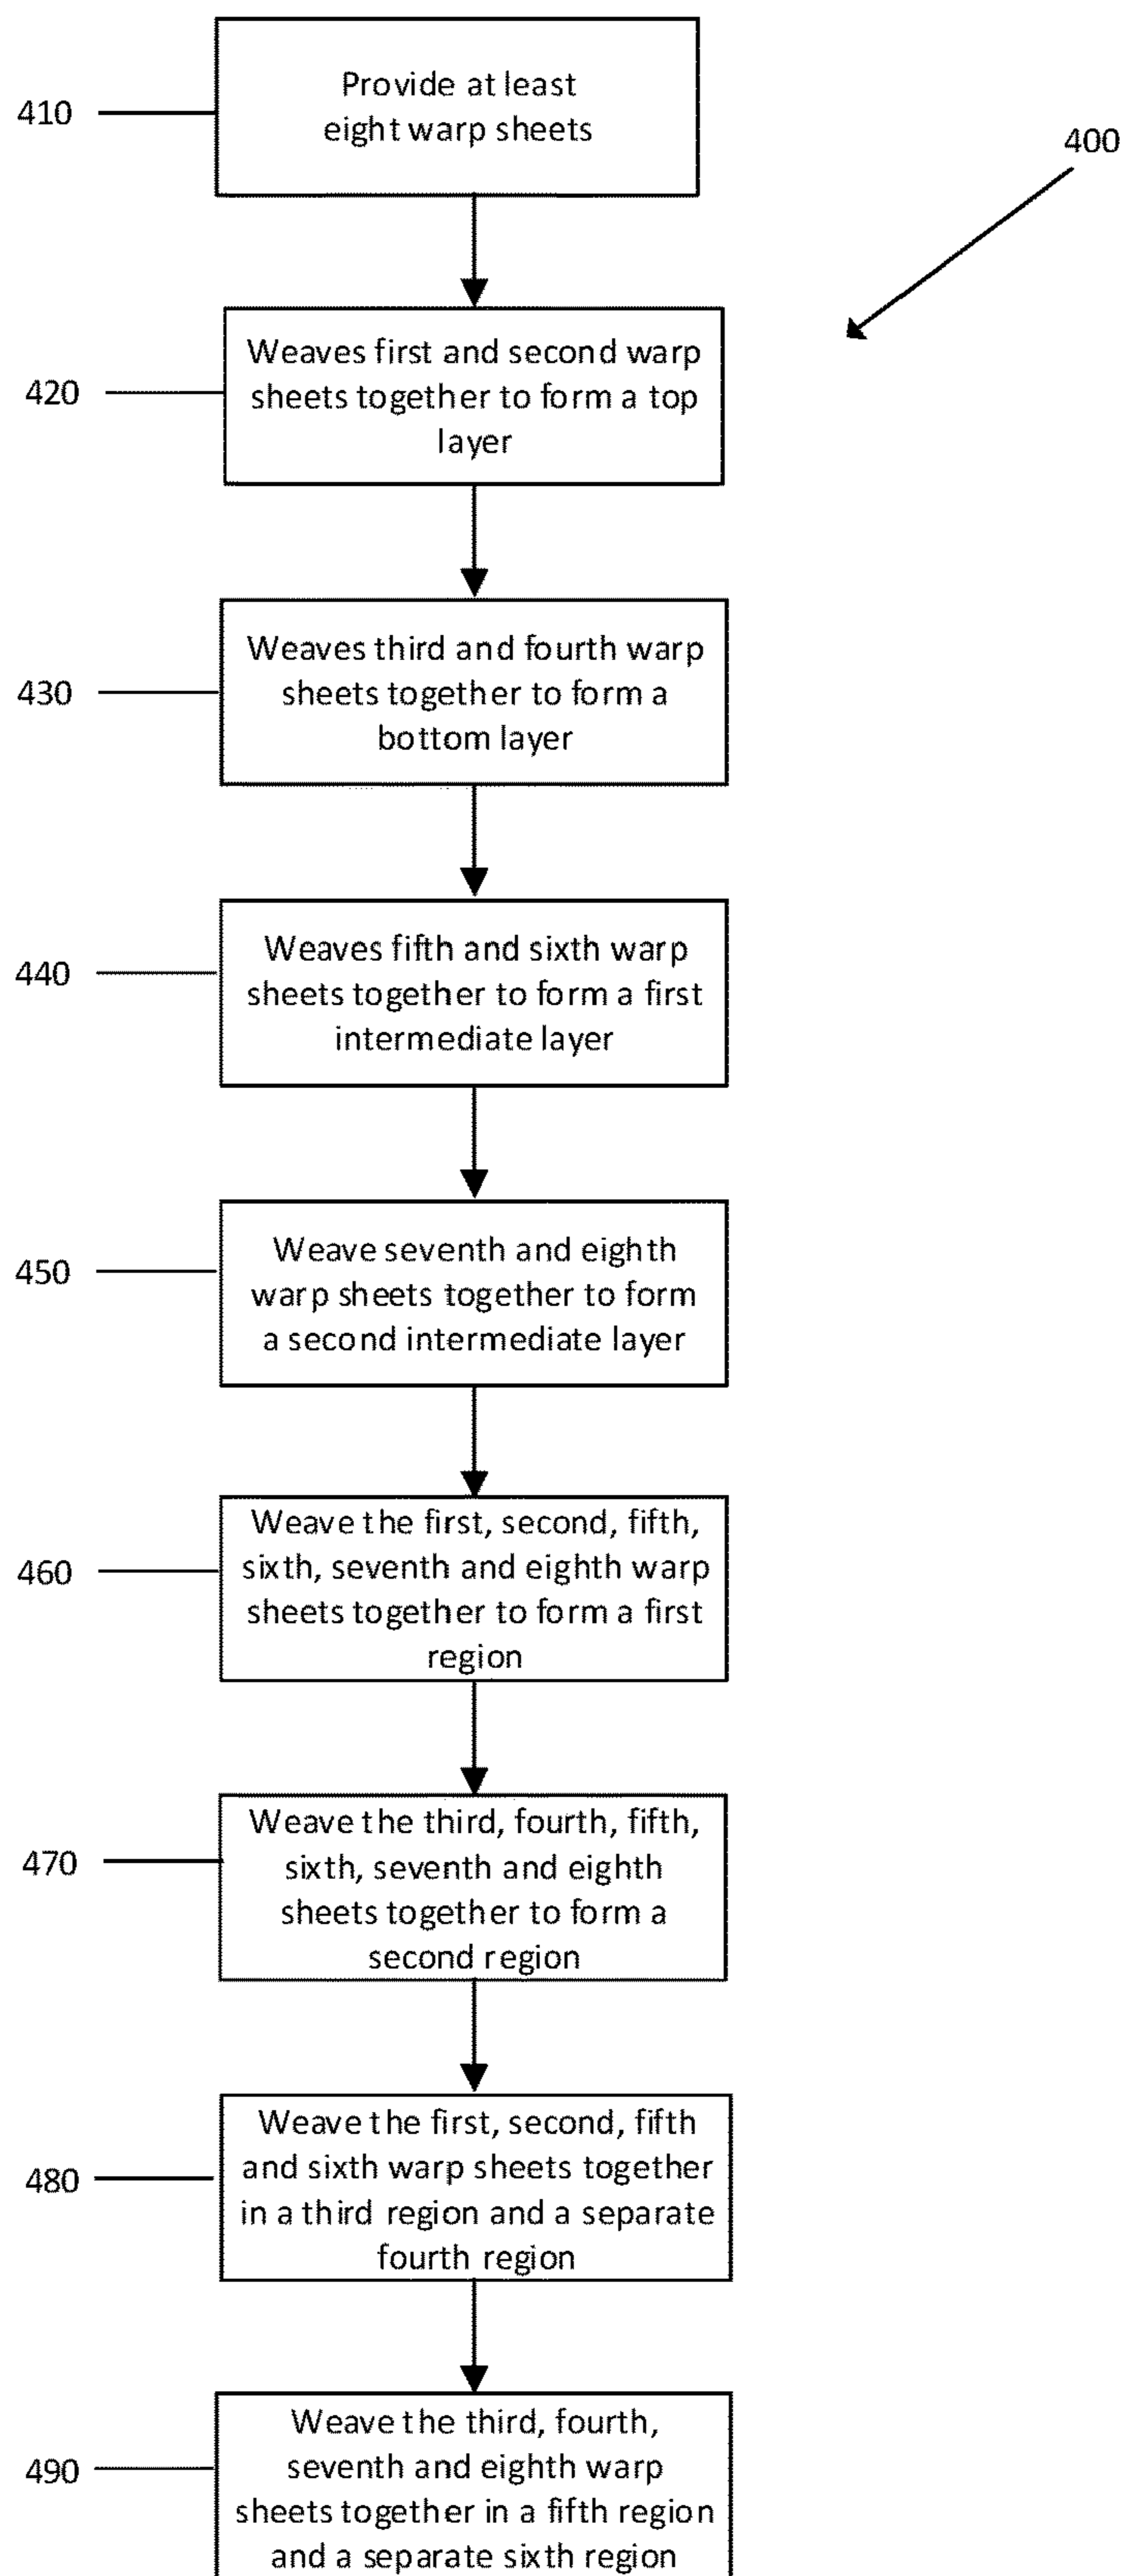 Provide at least
eight warp sheets
410
400
Weaves first and second warp
sheets together to form a top
layer
420
Weaves third and fourth warp
sheets together to form a
bottom layer
430
Weaves fifth and sixth warp
sheets together to form a first
intermediate layer
440
Weave seventh and eighth
warp sheets together to form
a second intermediate layer
450
Weave the first, second, fifth,
sixth, seventh and eighth warp
sheets together to form a first
region
460
Weave the third, fourth, fifth,
sixth, seventh and eighth
sheets together to form a
second region
470
Weave the first, second, fifth
and sixth warp sheets together
in a third region and a separate
fourth region
480
Weave the third, fourth,
seventh and eighth warp
sheets together in a fifth region
and a separate sixth region
490